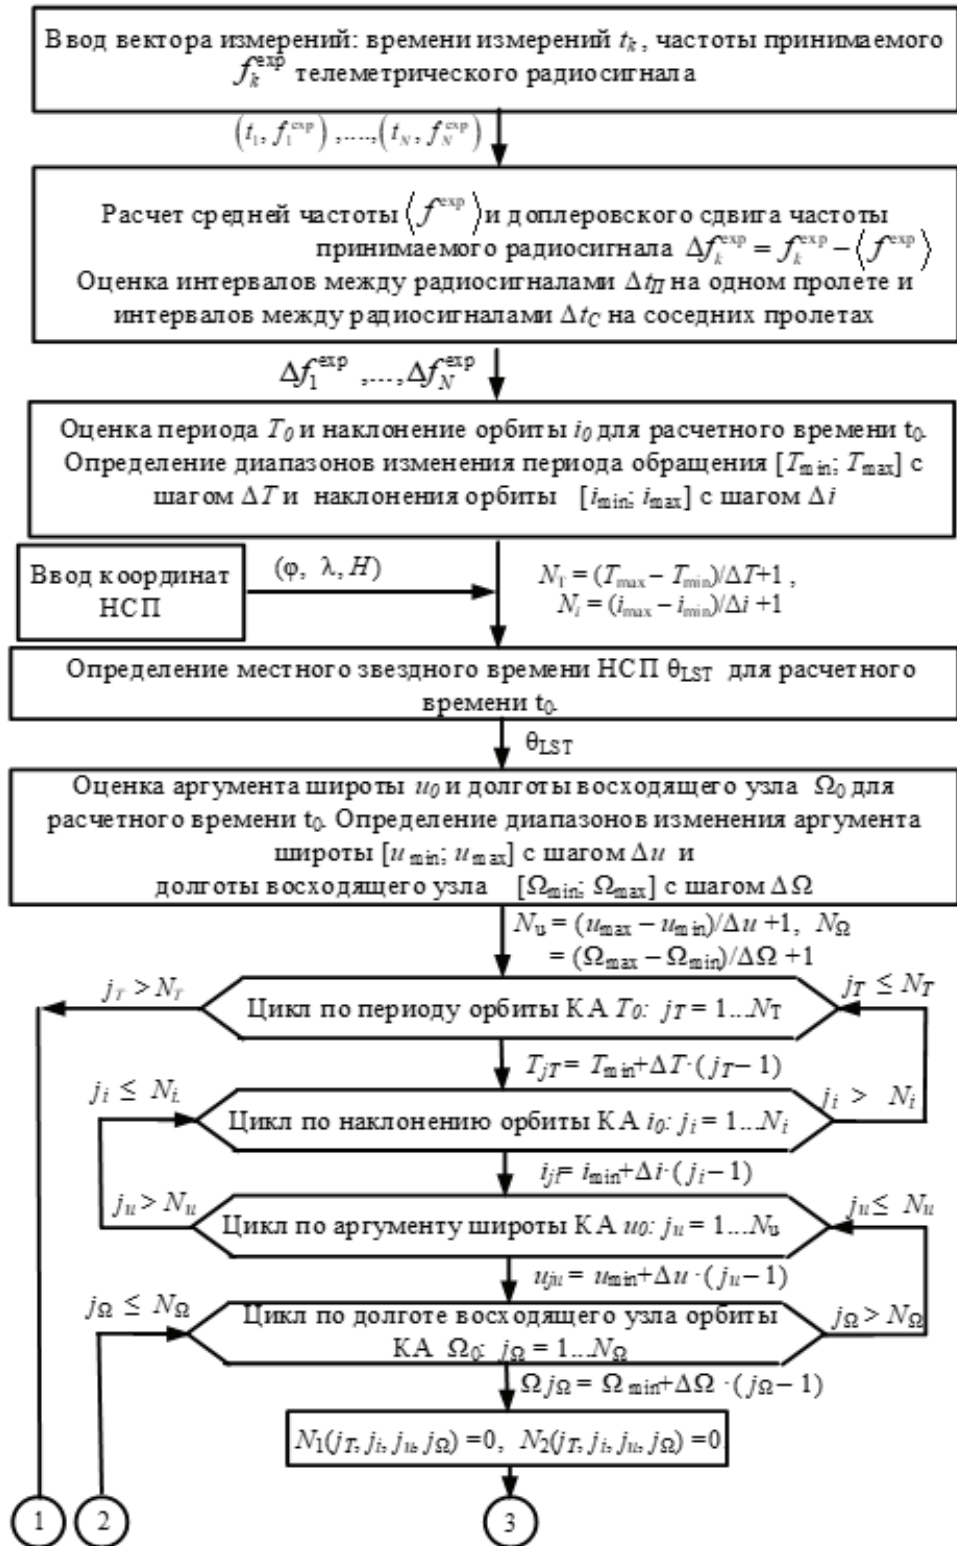 Ввод вектора измерений: времени измерений t_k, частоты принимаемого
f_k^exp телеметрического радиосигнала
(t_1, f_1^exp) ,....,(t_N, f_N^exp)
Расчет средней частоты ⟨f^exp⟩ и доплеровского сдвига частоты
принимаемого радиосигнала Δf_k^exp = f_k^exp − ⟨f^exp⟩
Оценка интервалов между радиосигналами Δt_П на одном пролете и
интервалов между радиосигналами Δt_C на соседних пролетах
Δf_1^exp ,...,Δf_N^exp
Оценка периода T_0 и наклонение орбиты i_0 для расчетного времени t_0.
Определение диапазонов изменения периода обращения [T_min; T_max] с
шагом ΔT и наклонения орбиты [i_min; i_max] с шагом Δi
Ввод координат
НСП
(φ, λ, H)
N_T = (T_max − T_min)/ΔT+1 ,
N_i = (i_max − i_min)/Δi +1
Определение местного звездного времени НСП θ_LST для расчетного
времени t_0.
θ_LST
Оценка аргумента широты u_0 и долготы восходящего узла Ω_0 для
расчетного времени t_0. Определение диапазонов изменения аргумента
широты [u_min; u_max] с шагом Δu и
долготы восходящего узла [Ω_min; Ω_max] с шагом ΔΩ
N_u = (u_max − u_min)/Δu +1, N_Ω
= (Ω_max − Ω_min)/ΔΩ +1
j_T > N_T
j_T ≤ N_T
Цикл по периоду орбиты КА T_0: j_T = 1...N_T
T_jT = T_min+ΔT·(j_T−1)
j_i ≤ N_i.
j_i > N_i
Цикл по наклонению орбиты КА i_0: j_i = 1...N_i
i_ji= i_min+Δi·(j_i−1)
j_u > N_u
j_u ≤ N_u
Цикл по аргументу широты КА u_0: j_u = 1...N_u
u_ju = u_min+Δu·(j_u−1)
j_Ω ≤ N_Ω
j_Ω > N_Ω
Цикл по долготе восходящего узла орбиты
КА Ω_0: j_Ω = 1...N_Ω
Ω j_Ω = Ω_min+ΔΩ ·(j_Ω−1)
N_1(j_T, j_i, j_u, j_Ω) =0, N_2(j_T, j_i, j_u, j_Ω) =0
1
2
3